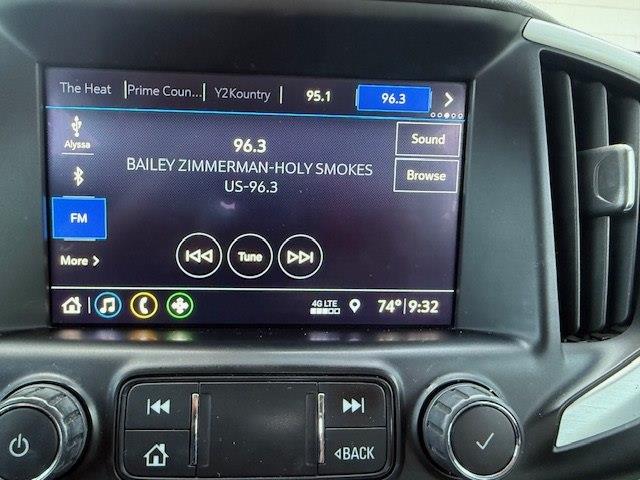 The Heat Prime Coun... Y2Kountry 95.1 96.3
Alyssa
96.3
BAILEY ZIMMERMAN-HOLY SMOKES
US-96.3
Sound
Browse
FM
More >
Tune
4G LTE
74° 9:32
BACK